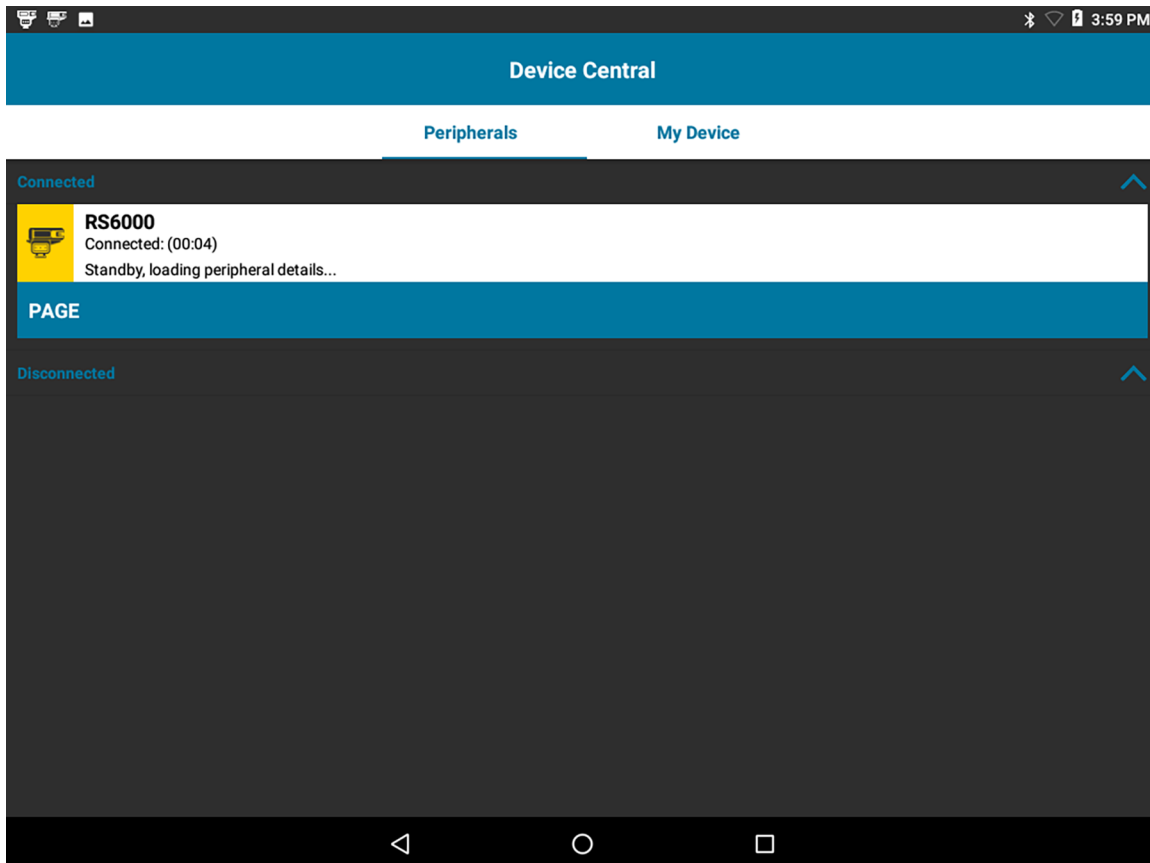 3:59 PM
Device Central
Peripherals My Device
Connected
RS6000
Connected: (00:04)
Standby, loading peripheral details...
PAGE
Disconnected